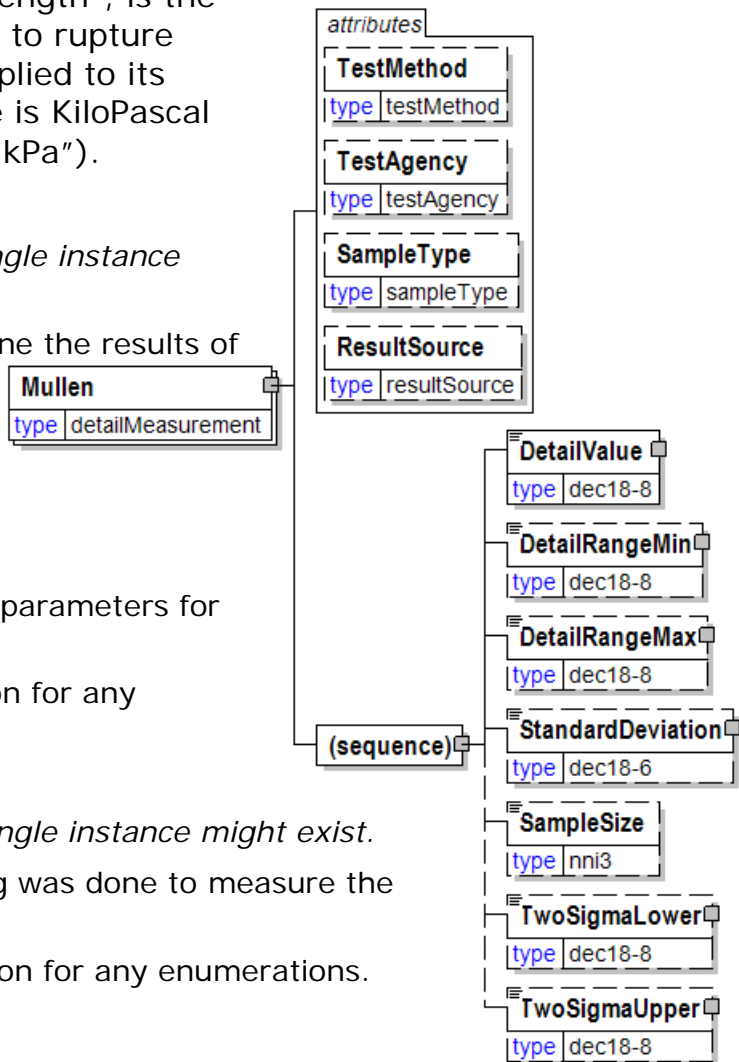 ength", is the
to rupture
plied to its
e is KiloPascal
kPa").
ngle instance
ne the results of
parameters for
on for any
ngle instance might exist.
g was done to measure the
on for any enumerations.
Mullen
type detailMeasurement
attributes
TestMethod
type testMethod
TestAgency
type testAgency
SampleType
type sampleType
ResultSource
type resultSource
(sequence)
DetailValue
type dec18-8
DetailRangeMin
type dec18-8
DetailRangeMax
type dec18-8
StandardDeviation
type dec18-6
SampleSize
type nni3
TwoSigmaLower
type dec18-8
TwoSigmaUpper
type dec18-8